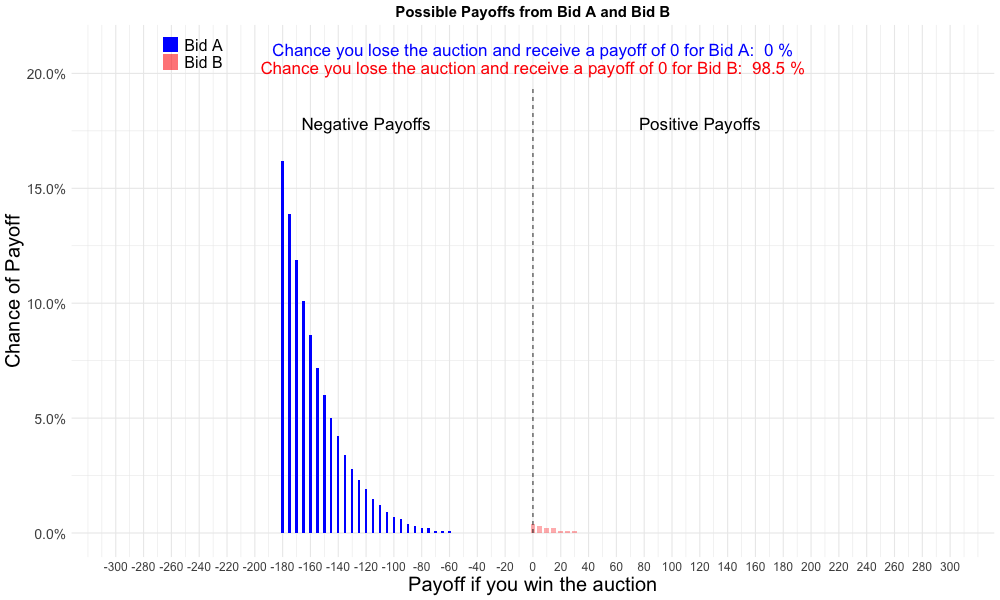 Possible Payoffs from Bid A and Bid B
Bid A
Bid B
Chance you lose the auction and receive a payoff of 0 for Bid A:  0 %
Chance you lose the auction and receive a payoff of 0 for Bid B:  98.5 %
Negative Payoffs
Positive Payoffs
Chance of Payoff
20.0%
15.0%
10.0%
5.0%
0.0%
-300 -280 -260 -240 -220 -200 -180 -160 -140 -120 -100 -80 -60 -40 -20 0 20 40 60 80 100 120 140 160 180 200 220 240 260 280 300
Payoff if you win the auction